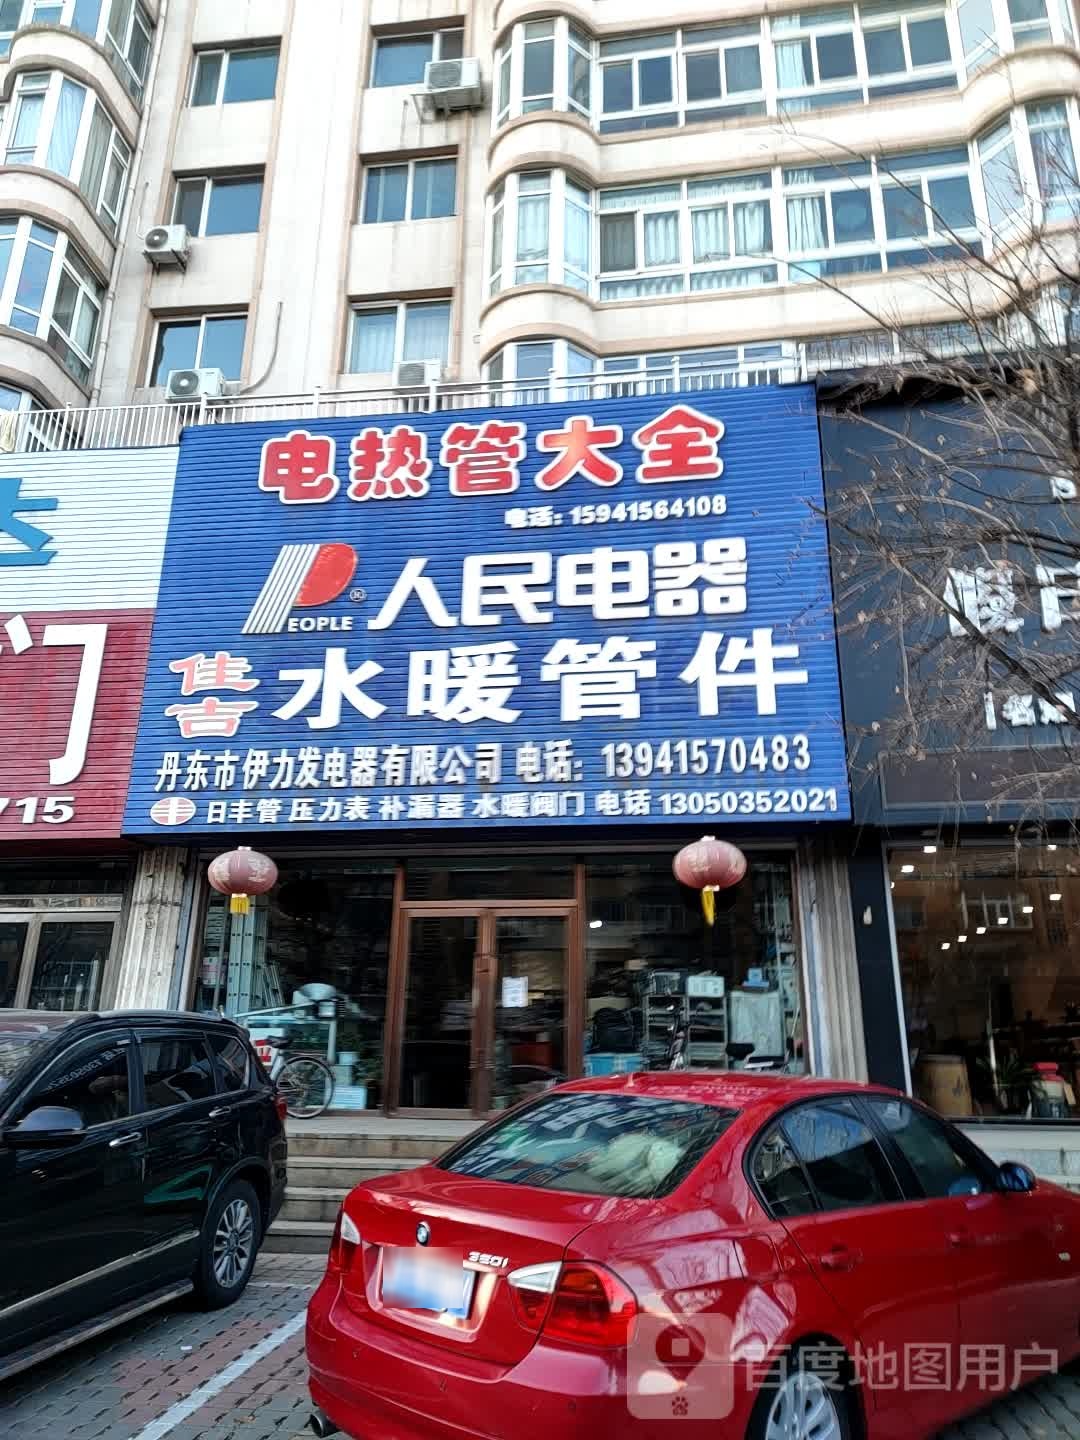 电热管大全
电话：15941564108
PEOPLE ® 人民电器
佳吉 水暖管件
丹东市伊力发电器有限公司 电话：13941570483
日丰管 压力表 补漏器 水暖阀门 电话 13050352021
门
715
百度地图用户